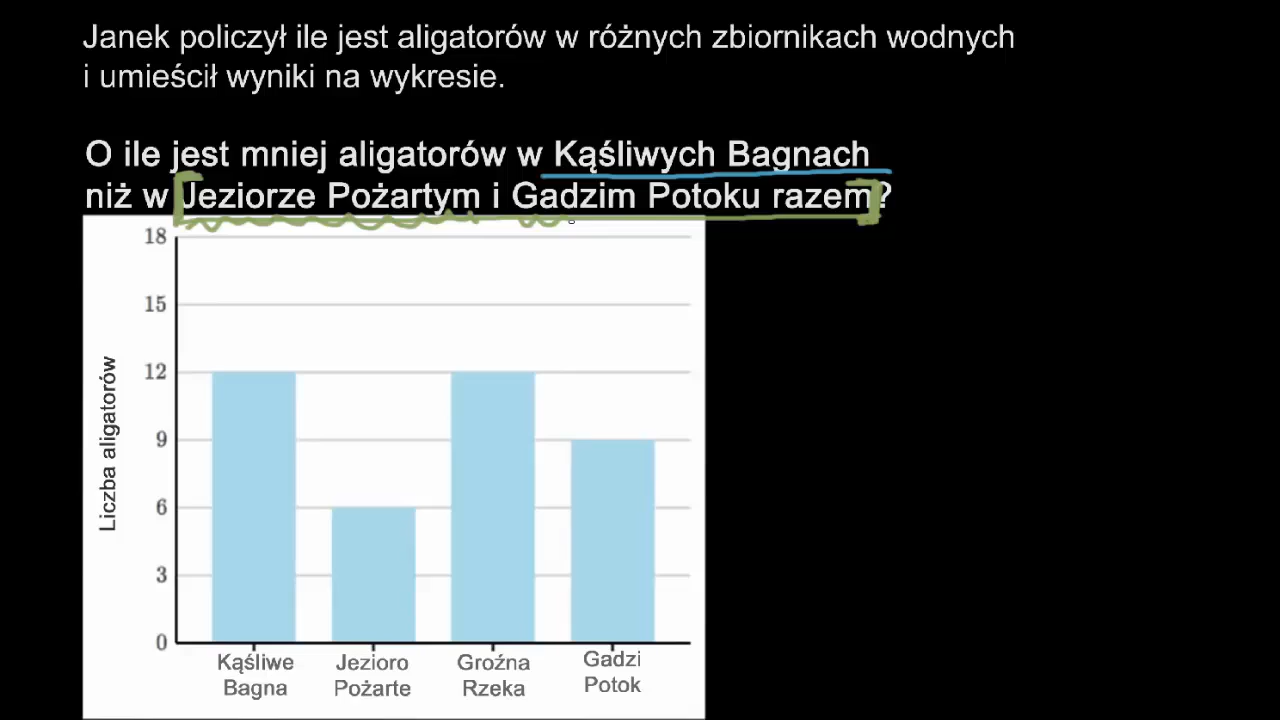 Janek policzył ile jest aligatorów w różnych zbiornikach wodnych
i umieścił wyniki na wykresie.
O ile jest mniej aligatorów w Kąśliwych Bagnach
niż w Jeziorze Pożartym i Gadzim Potoku razem?
18
15
12
9
6
3
0
Liczba aligatorów
Kąśliwe
Bagna
Jezioro
Pożarte
Groźna
Rzeka
Gadzi
Potok